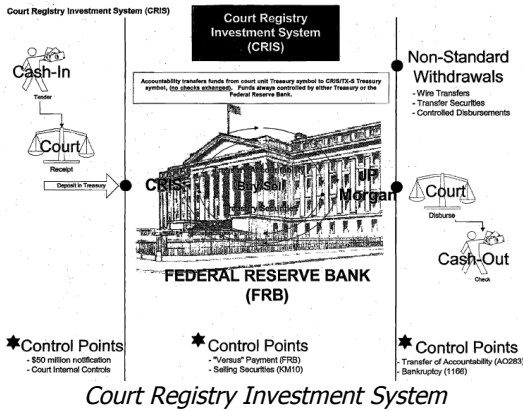 Court Registry Investment System (CRIS)
Court Registry
Investment System
(CRIS)
Cash-In
Tender
Court
Receipt
Deposit in Treasury
Accountability transfers funds from court unit Treasury symbol to CRIS/TX-S Treasury
symbol, (no checks exhanged). Funds always controlled by either Treasury or the
Federal Reserve Bank.
Treasury Accountability
CRIS
Buy/Sell
JP
Morgan
Treasury Securities
FEDERAL RESERVE BANK
(FRB)
Non-Standard
Withdrawals
- Wire Transfers
- Transfer Securities
- Controlled Disbursements
Court
Disburse
Cash-Out
Check
Control Points
- $50 million notification
- Court Internal Controls
Control Points
- "Versus" Payment (FRB)
- Selling Securities (KM10)
Control Points
- Transfer of Accountability (AO283)
- Bankruptcy (1166)
Court Registry Investment System